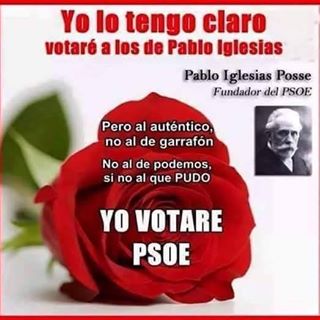 Yo lo tengo claro
votaré a los de Pablo Iglesias
Pablo Iglesias Posse
Fundador del PSOE
Pero al auténtico,
no al de garrafón
No al de podemos,
si no al que PUDO
YO VOTARE
PSOE